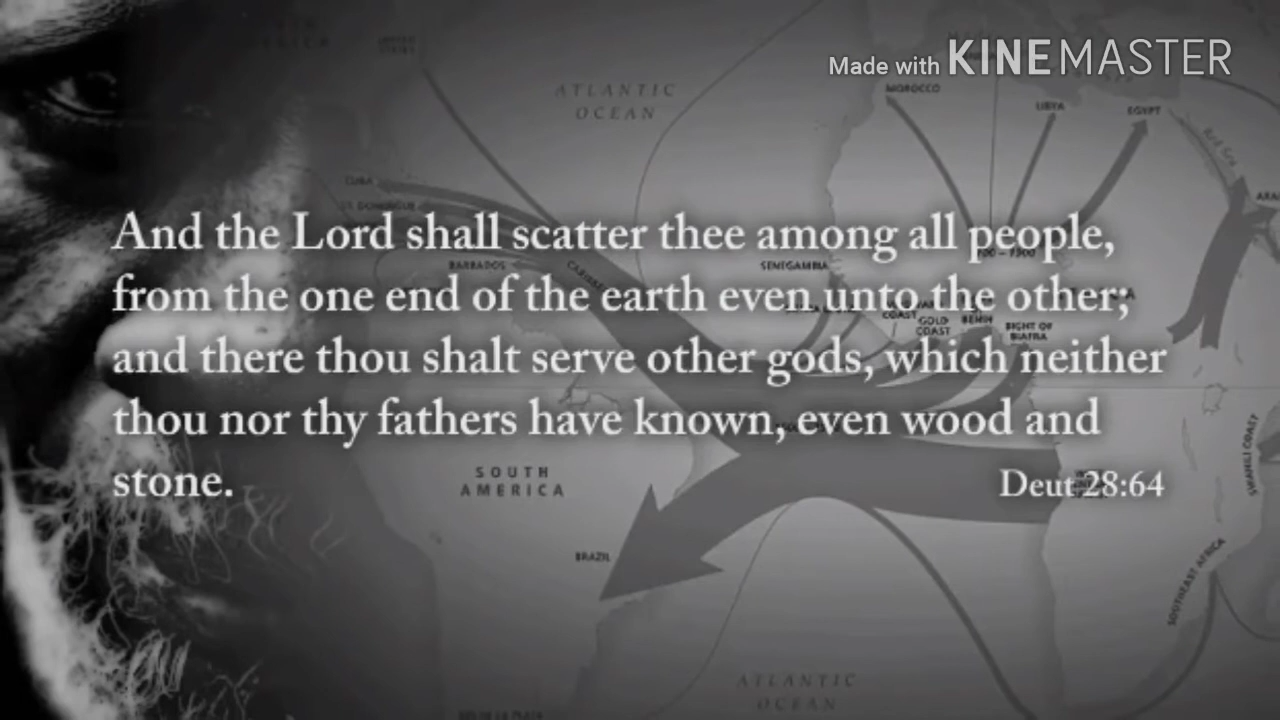 Made with KINEMASTER
ATLANTIC
OCEAN
MOROCCO
LIBYA
EGYPT
Red Sea
CUBA
And the Lord shall scatter thee among all people,
BARBADOS
SENEGAMBIA
from the one end of the earth even unto the other;
COAST
GOLD
COAST
BENIN
BIGHT OF
BIAFRA
and there thou shalt serve other gods, which neither
thou nor thy fathers have known, even wood and
stone.
Deut 28:64
SOUTH
AMERICA
SWAHILI COAST
BRAZIL
SOUTHEAST AFRICA
ATLANTIC
OCEAN